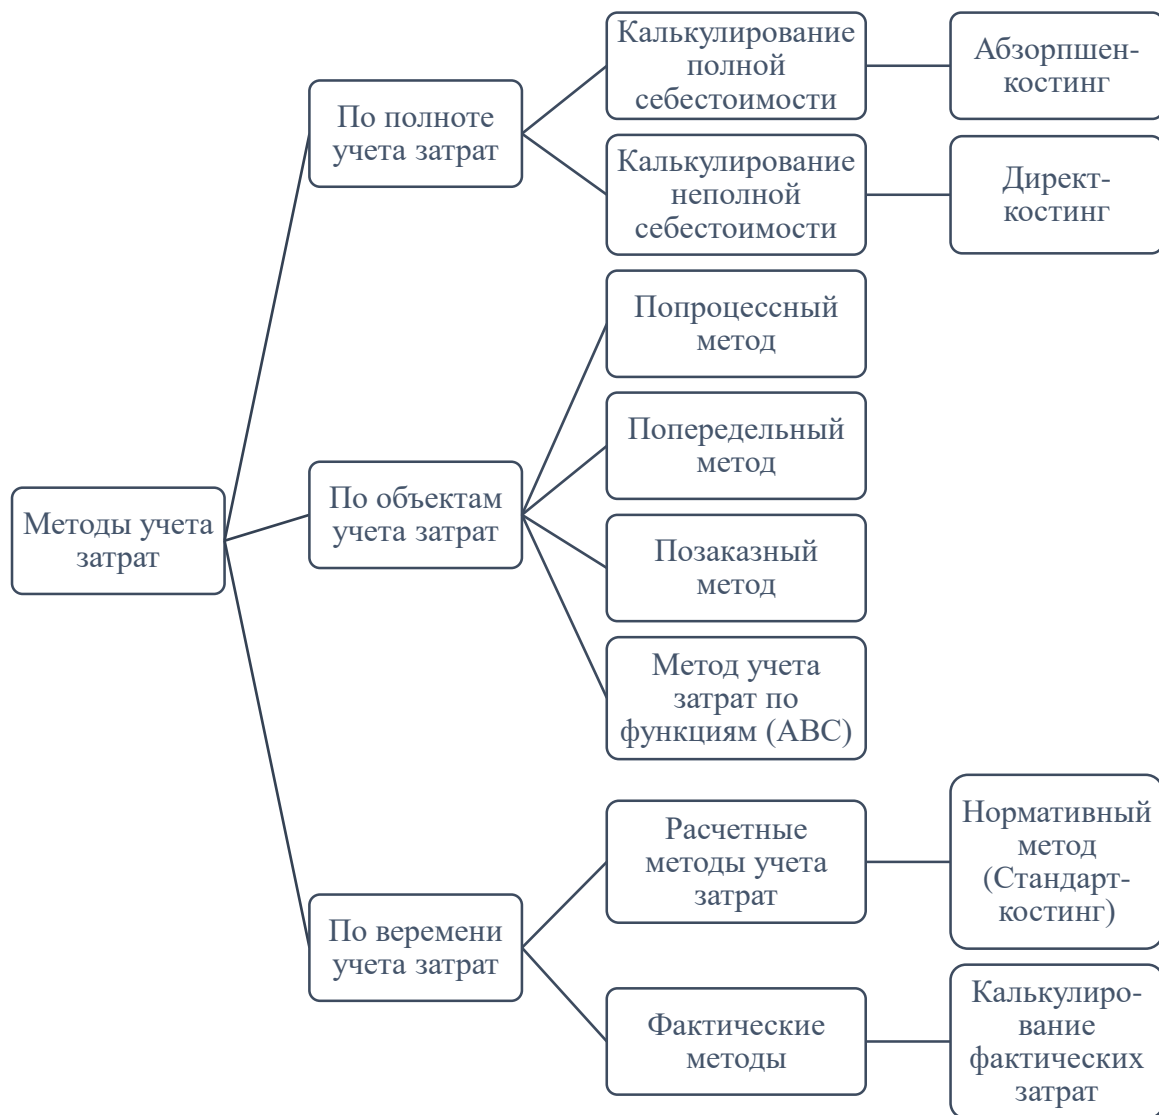 Методы учета
затрат
По полноте
учета затрат
Калькулирование
полной
себестоимости
Абзорпшен-
костинг
Калькулирование
неполной
себестоимости
Директ-
костинг
По объектам
учета затрат
Попроцессный
метод
Попередельный
метод
Позаказный
метод
Метод учета
затрат по
функциям (АВС)
По веремени
учета затрат
Расчетные
методы учета
затрат
Нормативный
метод
(Стандарт-
костинг)
Фактические
методы
Калькулиро-
вание
фактических
затрат